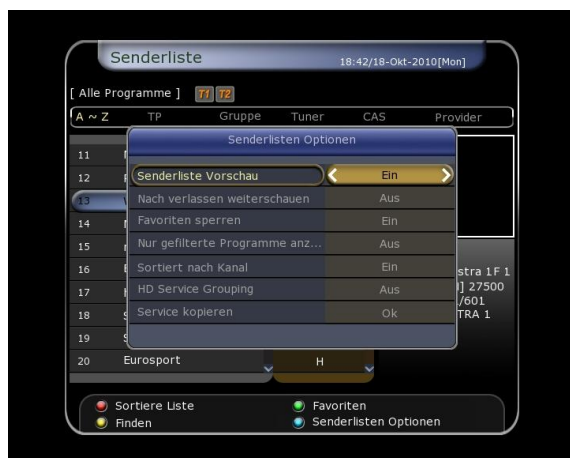 Senderliste 18:42/18-Okt-2010[Mon]
[ Alle Programme ] T1 T2
A ~ Z TP Gruppe Tuner CAS Provider
Senderlisten Optionen
11
12
Senderliste Vorschau Ein
13
Nach verlassen weiterschauen Aus
14
Favoriten sperren Ein
15
Nur gefilterte Programme anz... Aus
16
Sortiert nach Kanal Ein
stra 1F 1
17
HD Service Grouping Aus
] 27500
/601
18
Service kopieren Ok
TRA 1
19
20 Eurosport H
Sortiere Liste Favoriten
Finden Senderlisten Optionen